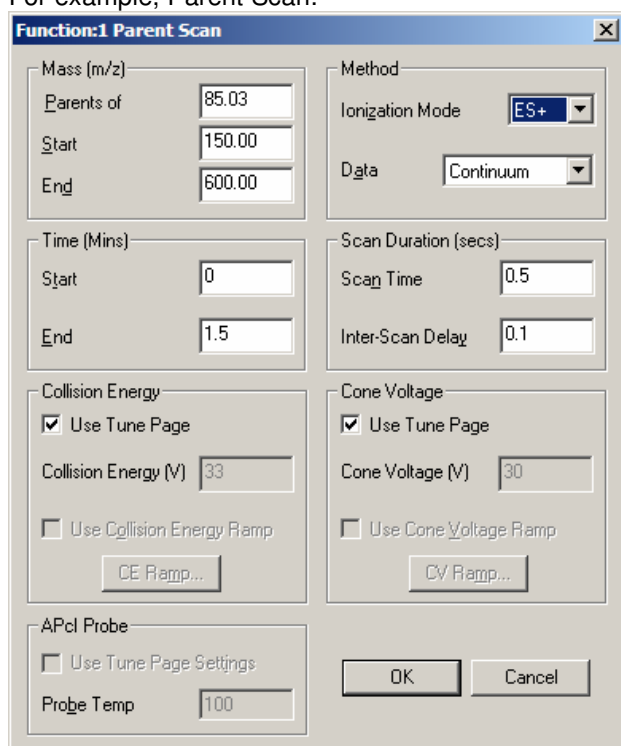 For example, Parent Scan:
Function:1 Parent Scan
Mass (m/z)
Parents of 85.03
Start 150.00
End 600.00
Method
Ionization Mode ES+
Data Continuum
Time (Mins)
Start 0
End 1.5
Scan Duration (secs)
Scan Time 0.5
Inter-Scan Delay 0.1
Collision Energy
Use Tune Page
Collision Energy (V) 33
Use Collision Energy Ramp
CE Ramp...
Cone Voltage
Use Tune Page
Cone Voltage (V) 30
Use Cone Voltage Ramp
CV Ramp...
APcI Probe
Use Tune Page Settings
Probe Temp 100
OK Cancel